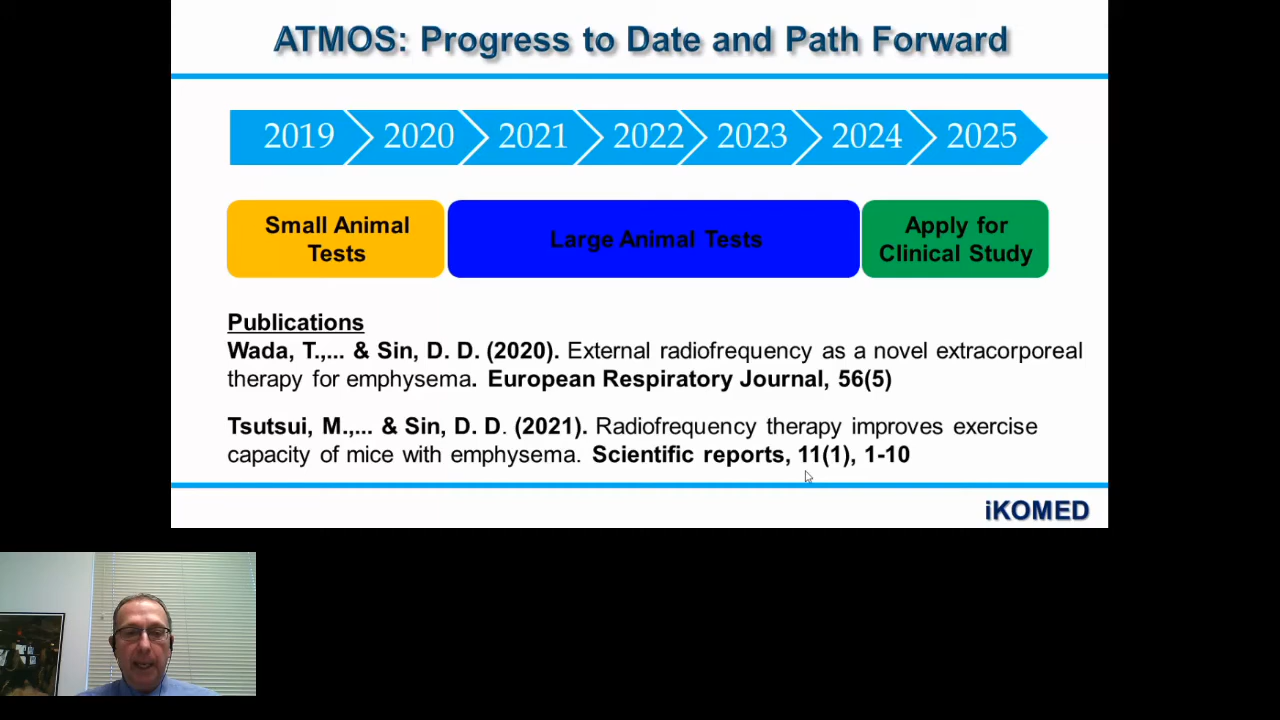 ATMOS: Progress to Date and Path Forward
2019 2020 2021 2022 2023 2024 2025
Small Animal
Tests
Large Animal Tests
Apply for
Clinical Study
Publications
Wada, T.,... & Sin, D. D. (2020). External radiofrequency as a novel extracorporeal
therapy for emphysema. European Respiratory Journal, 56(5)
Tsutsui, M.,... & Sin, D. D. (2021). Radiofrequency therapy improves exercise
capacity of mice with emphysema. Scientific reports, 11(1), 1-10
iKOMED